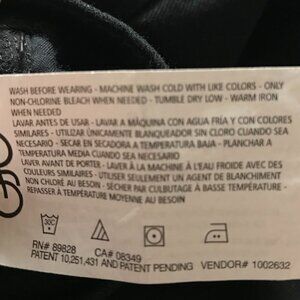 WASH BEFORE WEARING - MACHINE WASH COLD WITH LIKE COLORS - ONLY
NON-CHLORINE BLEACH WHEN NEEDED - TUMBLE DRY LOW - WARM IRON
WHEN NEEDED
LAVAR ANTES DE USAR - LAVAR A MÁQUINA CON AGUA FRÍA Y CON COLORES
SIMILARES - UTILIZAR ÚNICAMENTE BLANQUEADOR SIN CLORO CUANDO SEA
NECESARIO - SECAR EN SECADORA A TEMPERATURA BAJA - PLANCHAR A
TEMPERATURA MEDIA CUANDO SEA NECESARIO
LAVER AVANT DE PORTER - LAVER À LA MACHINE À L'EAU FROIDE AVEC DES
COULEURS SIMILAIRES - UTILISER SEULEMENT UN AGENT DE BLANCHIMENT
NON CHLORÉ AU BESOIN - SÉCHER PAR CULBUTAGE À BASSE TEMPÉRATURE -
REPASSER À TEMPÉRATURE MOYENNE AU BESOIN
30C
RN# 89828 CA# 08349
PATENT 10,251,431 AND PATENT PENDING VENDOR# 1002632